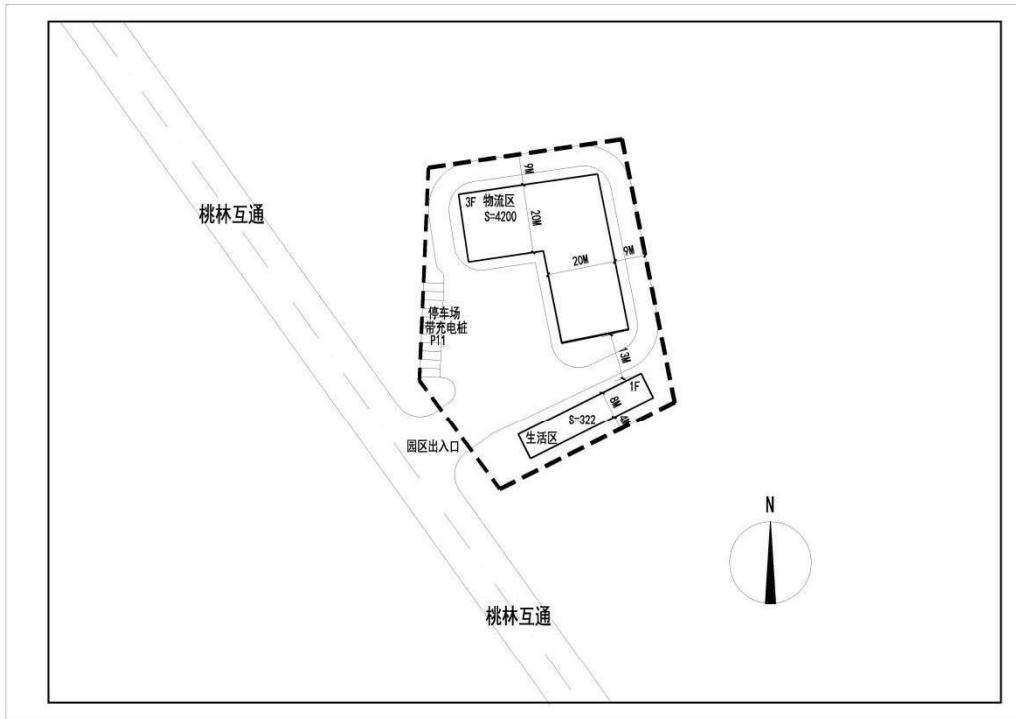 9M
3F 物流区
S=4200
桃林互通
20M
20M
9M
停车场
带充电桩
P11
13M
1F
8M
S-322
4M
生活区
园区出入口
N
桃林互通